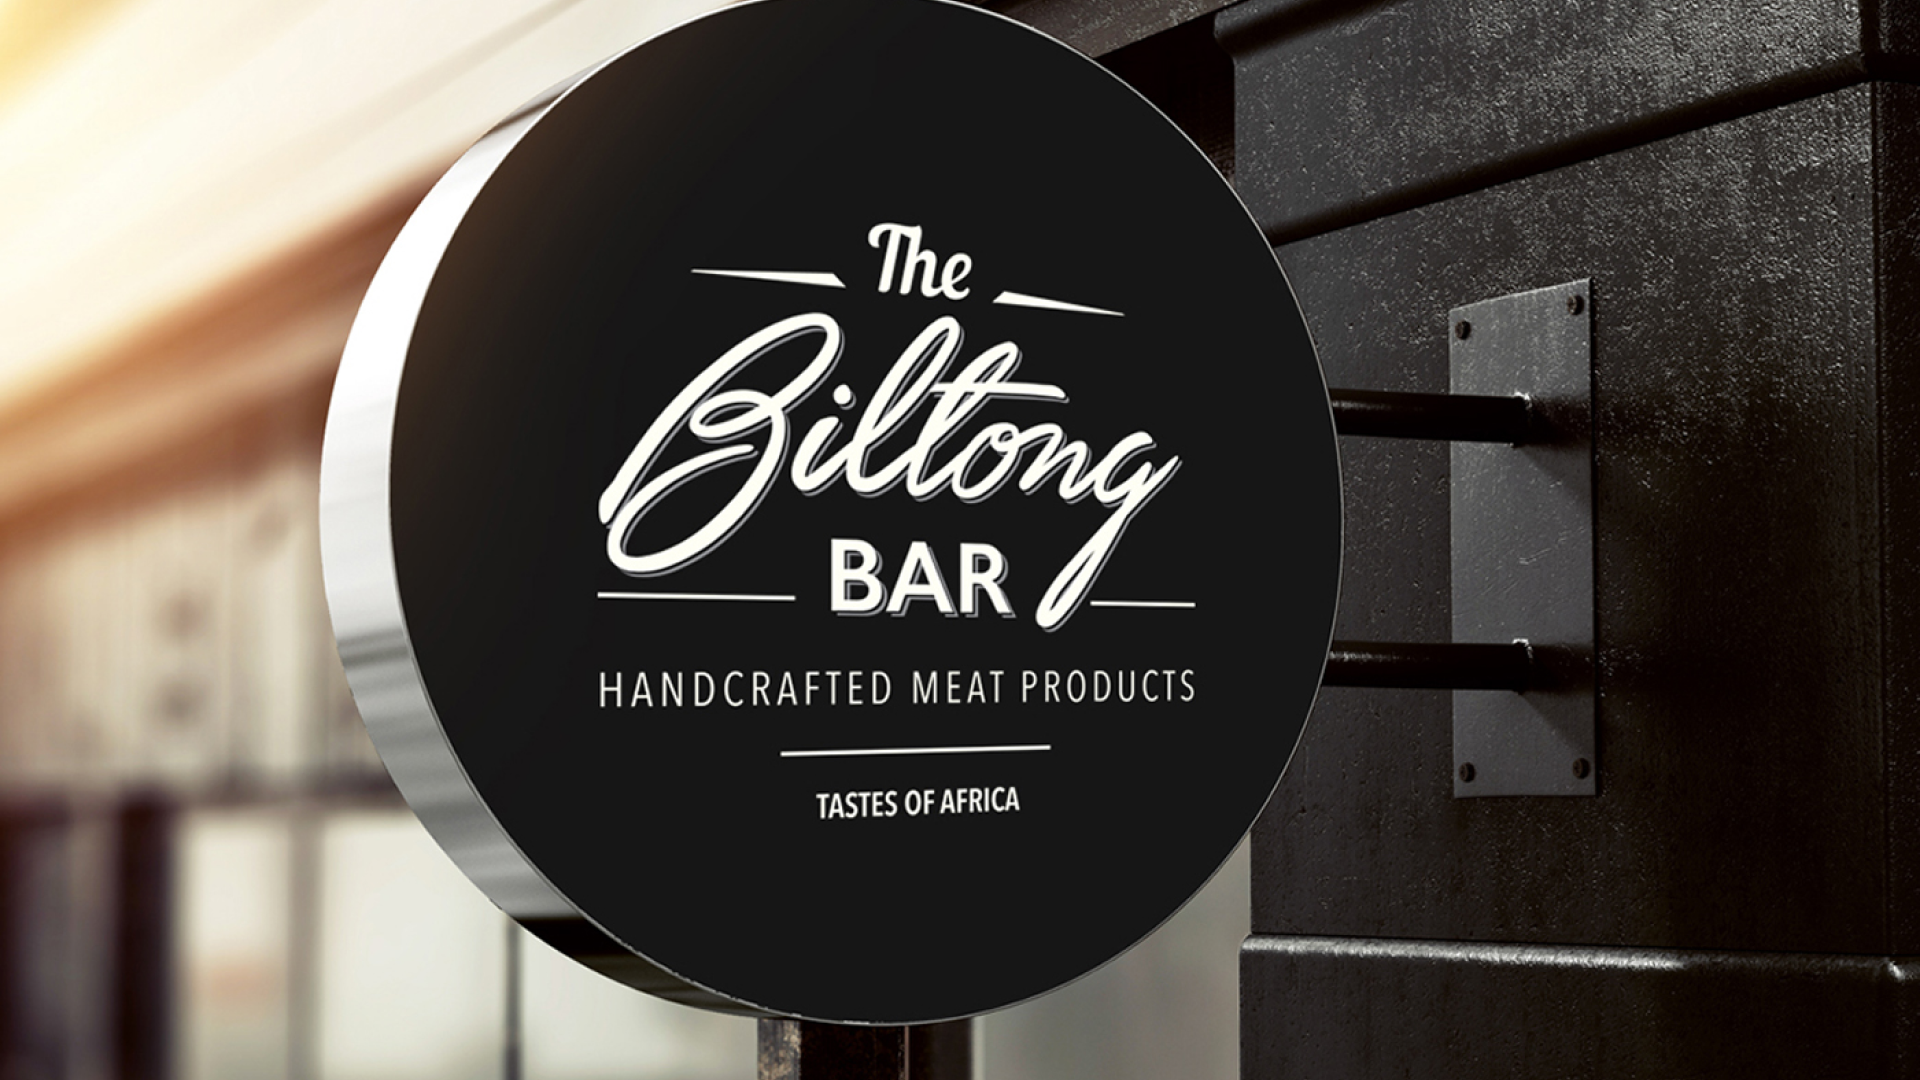 The
Biltong
BAR
HANDCRAFTED MEAT PRODUCTS
TASTES OF AFRICA